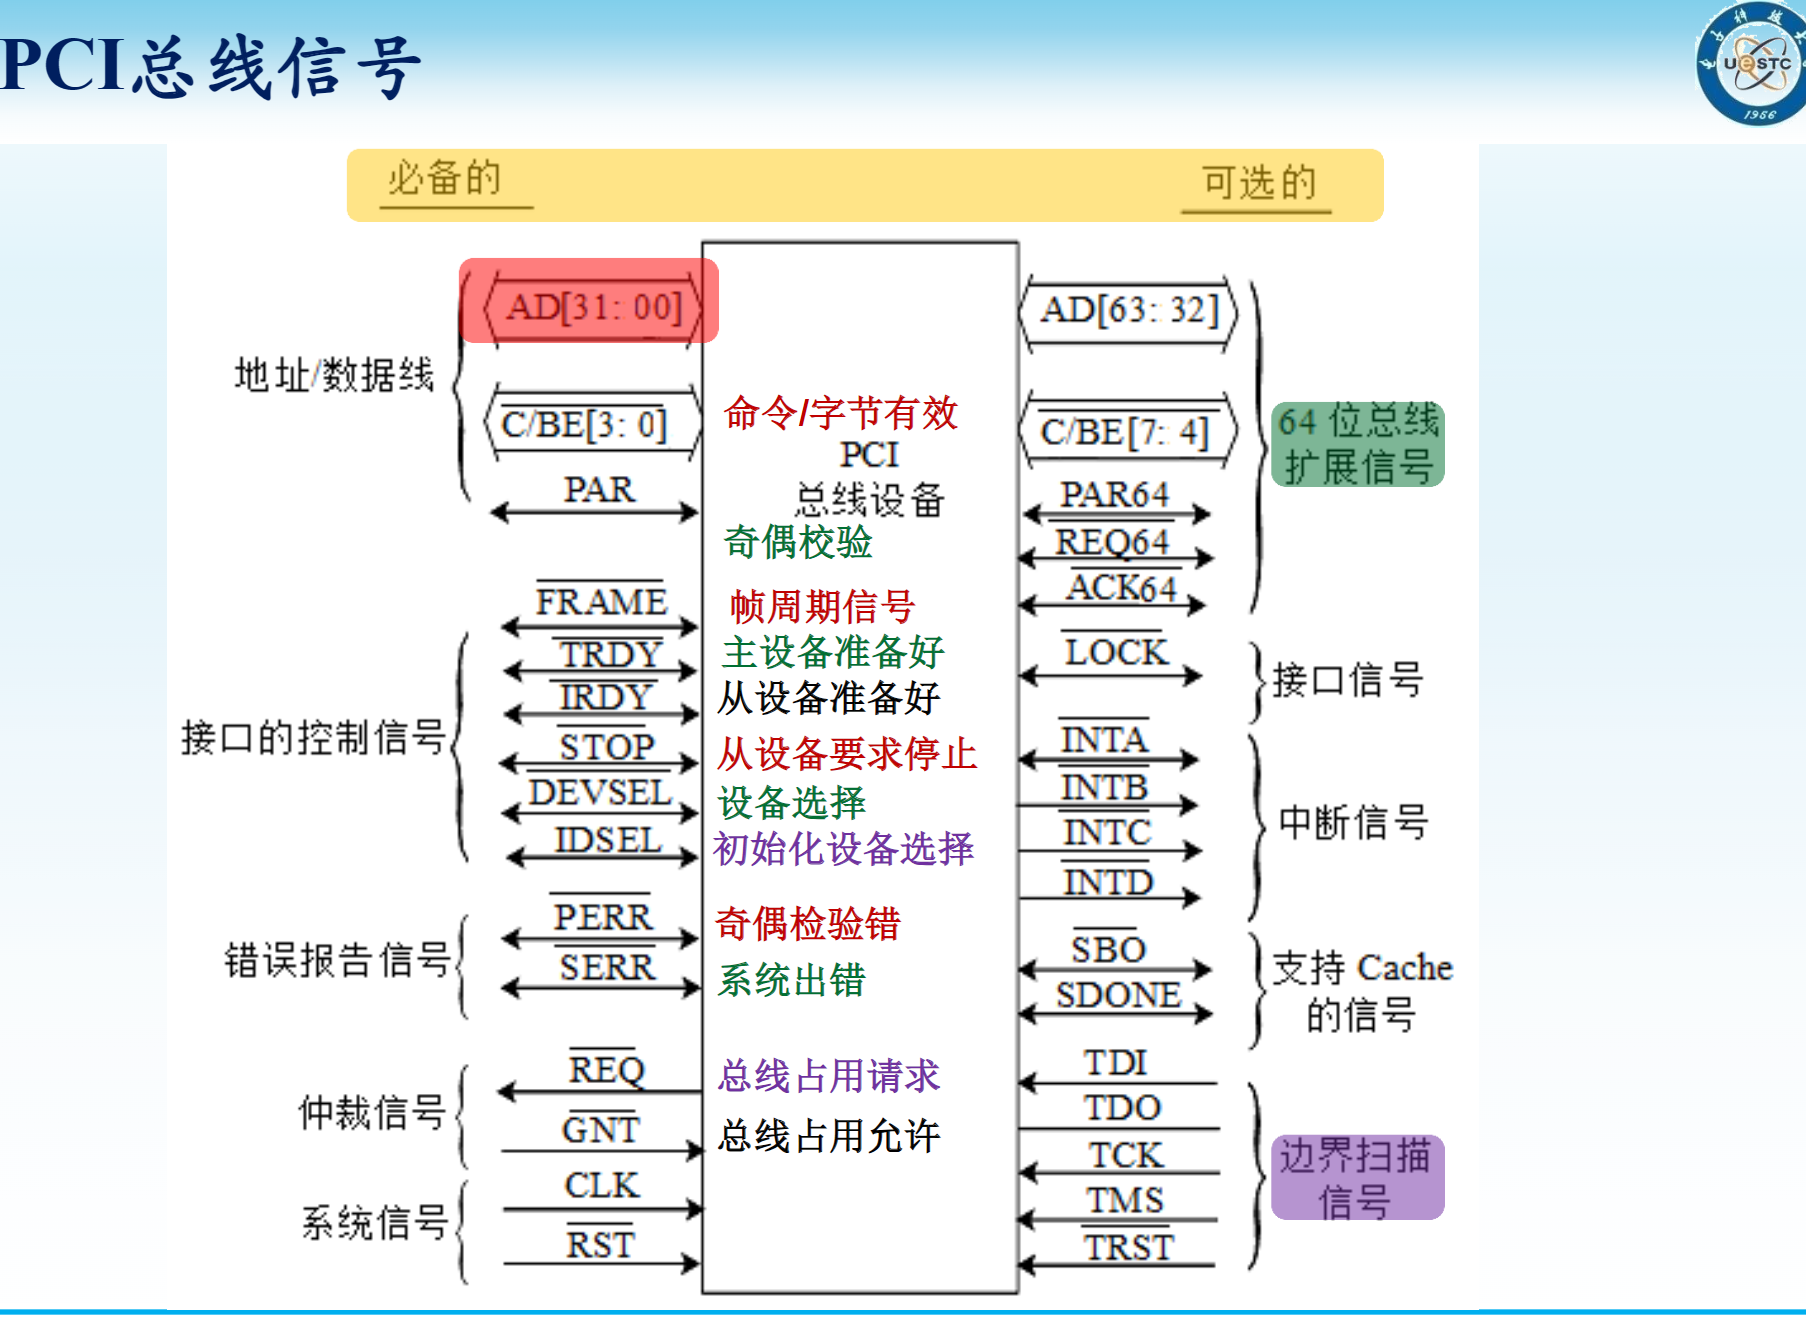 PCI总线信号
UESTC
1956
必备的
可选的
地址/数据线
AD[31: 00]
C/BE[3: 0]
PAR
命令/字节有效
PCI
总线设备
奇偶校验
AD[63: 32]
C/BE[7: 4]
PAR64
REQ64
ACK64
64 位总线
扩展信号
接口的控制信号
FRAME
TRDY
IRDY
STOP
DEVSEL
IDSEL
帧周期信号
主设备准备好
从设备准备好
从设备要求停止
设备选择
初始化设备选择
LOCK
接口信号
INTA
INTB
INTC
INTD
中断信号
错误报告信号
PERR
SERR
奇偶检验错
系统出错
SBO
SDONE
支持 Cache
的信号
仲裁信号
REQ
GNT
总线占用请求
总线占用允许
系统信号
CLK
RST
TDI
TDO
TCK
TMS
TRST
边界扫描
信号